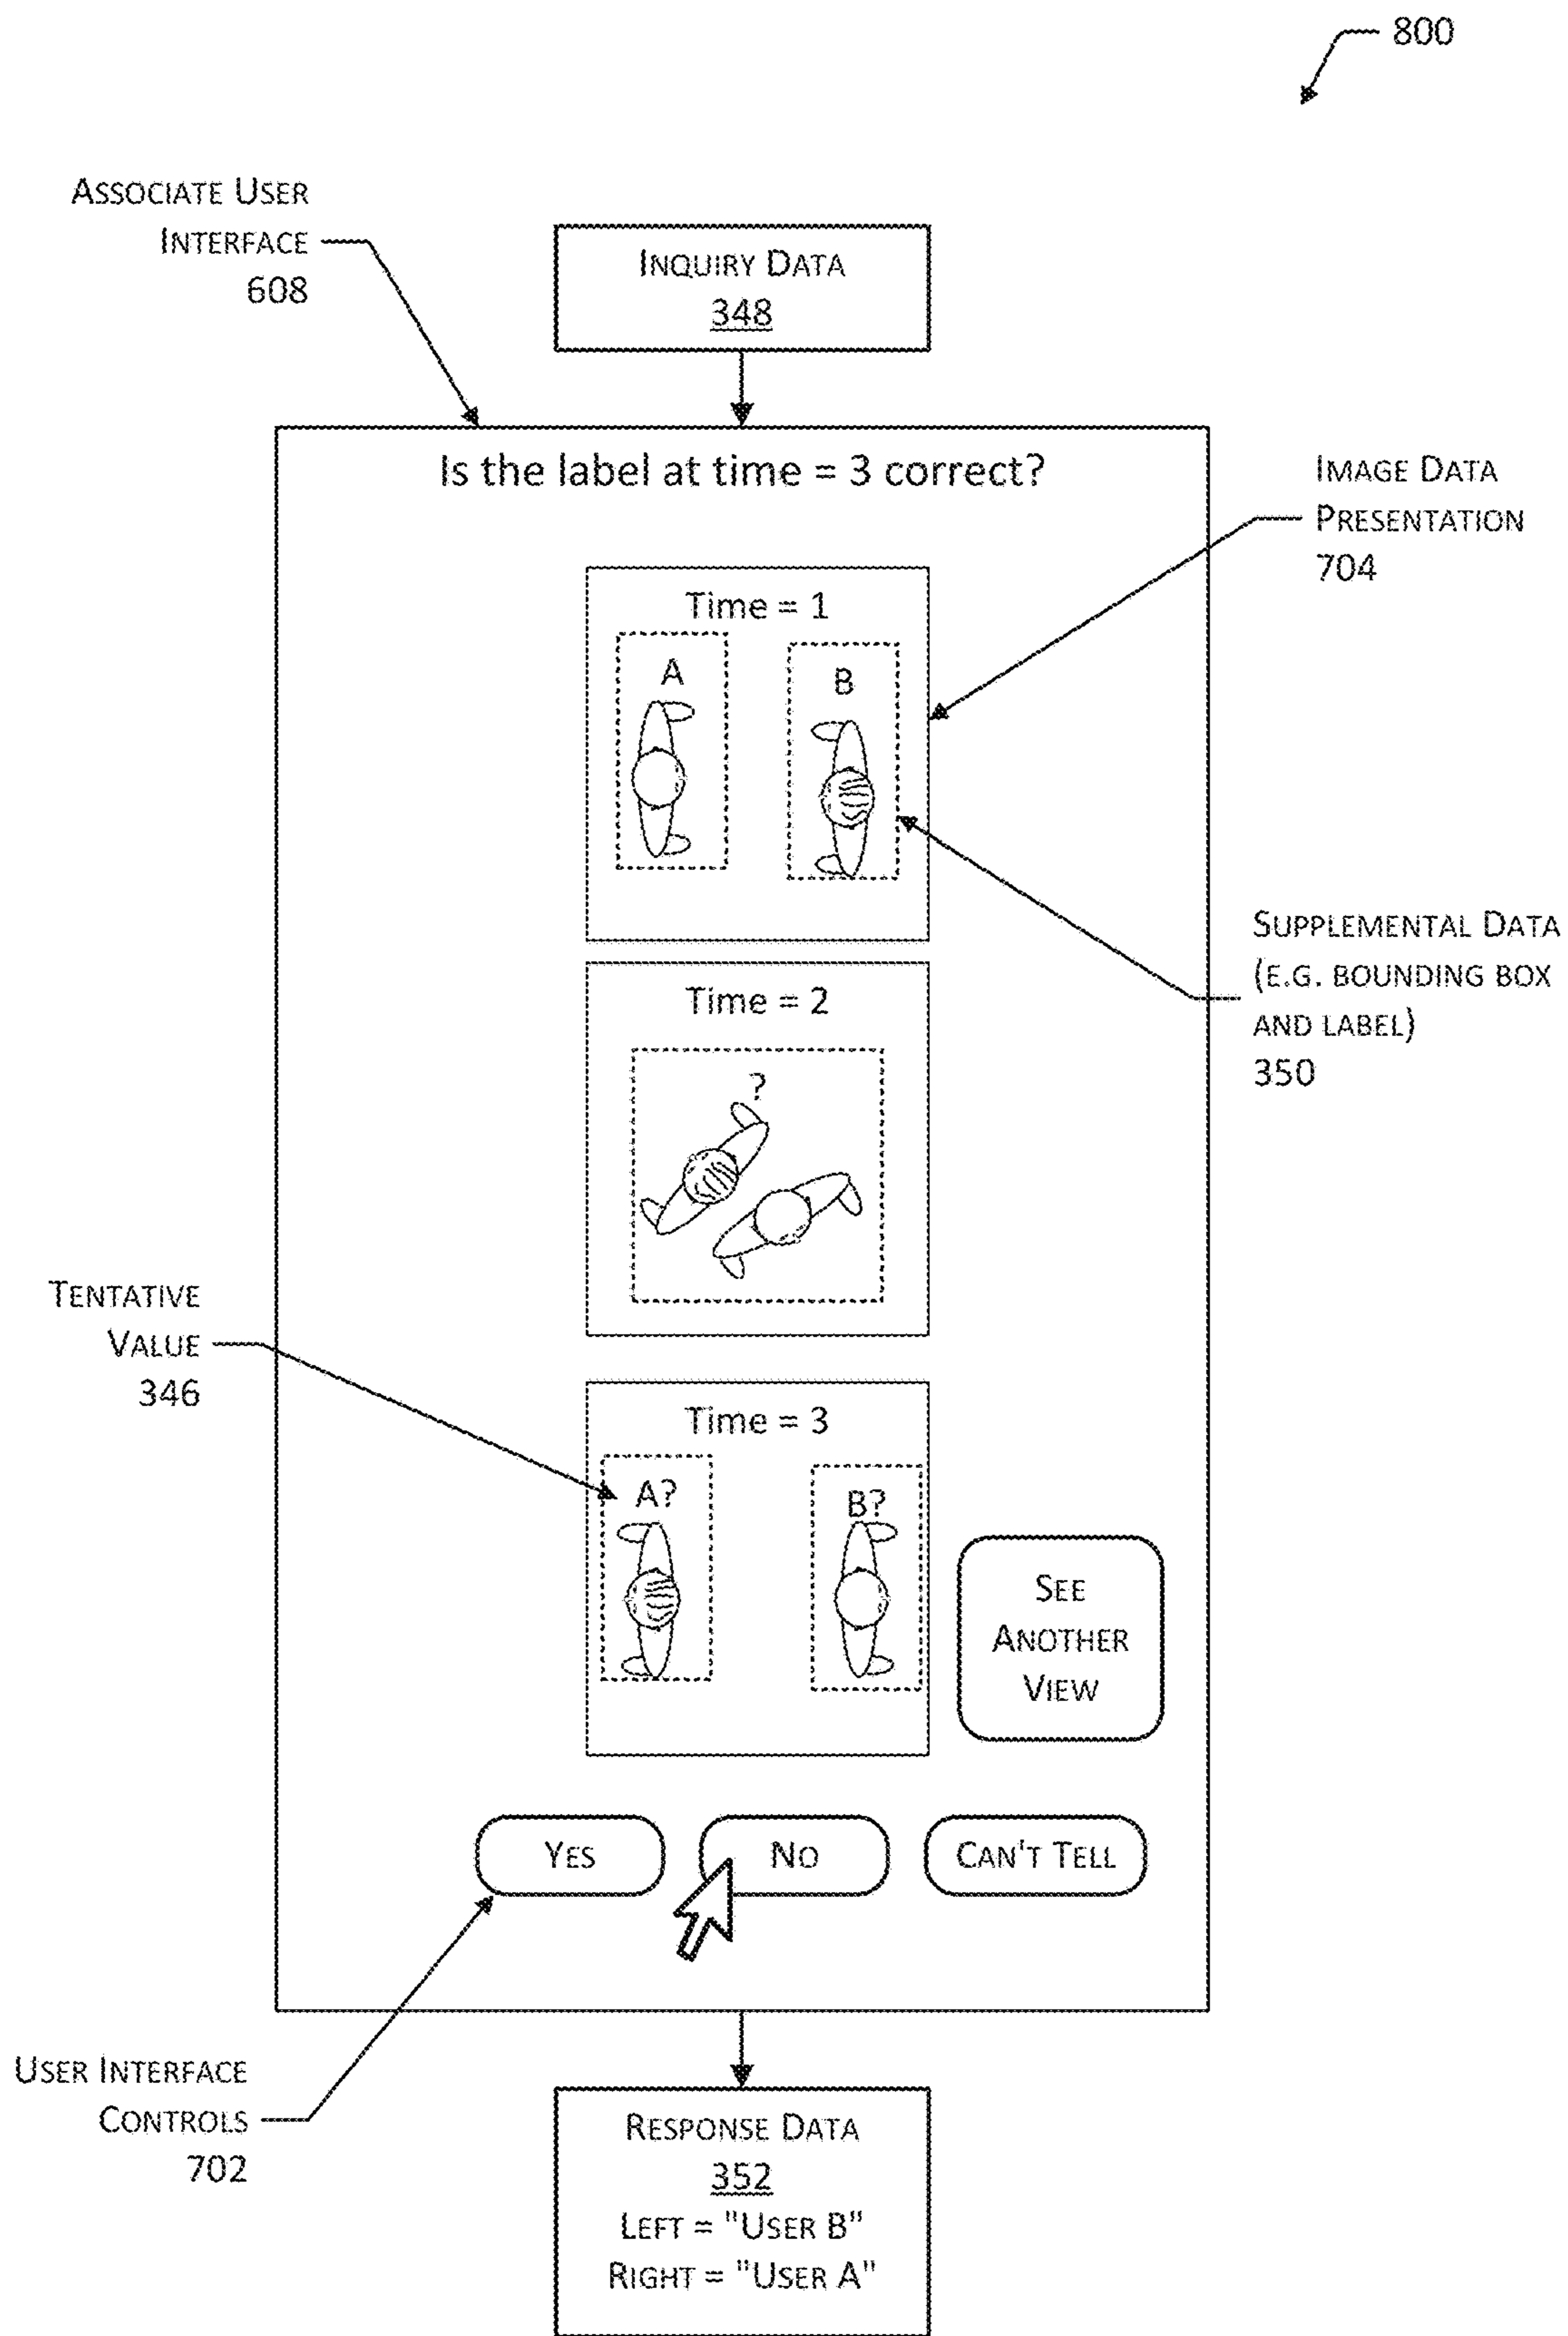 800
ASSOCIATE USER
INTERFACE
608
INQUIRY DATA
348
Is the label at time = 3 correct?
IMAGE DATA
PRESENTATION
704
Time = 1
A
B
SUPPLEMENTAL DATA
(E.G. BOUNDING BOX
AND LABEL)
350
Time = 2
?
TENTATIVE
VALUE
346
Time = 3
A?
B?
SEE
ANOTHER
VIEW
YES
NO
CAN'T TELL
USER INTERFACE
CONTROLS
702
RESPONSE DATA
352
LEFT = "USER B"
RIGHT = "USER A"